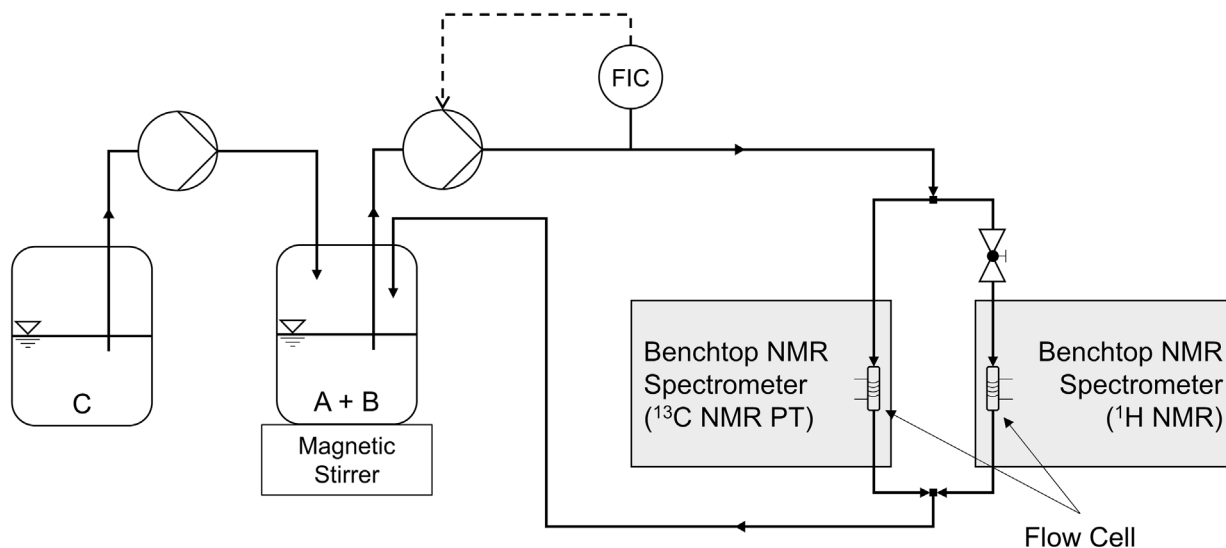 FIC
C
A + B
Magnetic
Stirrer
Benchtop NMR
Spectrometer
(¹³C NMR PT)
Benchtop NMR
Spectrometer
(¹H NMR)
Flow Cell